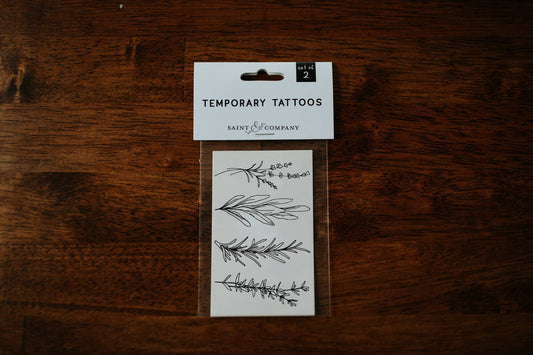 set of
2
TEMPORARY TATTOOS
SAINT & COMPANY